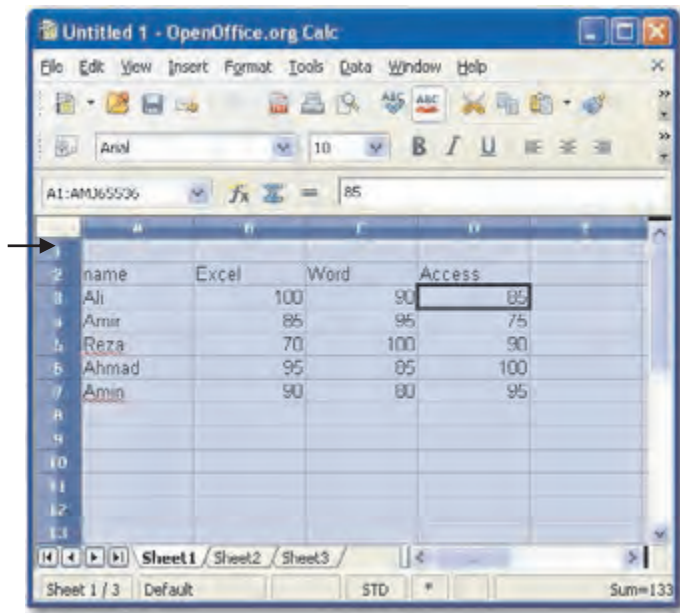 Untitled 1 - OpenOffice.org Calc
File Edit View Insert Format Tools Data Window Help
Arial 10 B I U
A1:AMJ65536 fx Σ = 85
A B C D E
1
2 name Excel Word Access
3 Ali 100 90 85
4 Amir 85 95 75
5 Reza 70 100 90
6 Ahmad 95 85 100
7 Amin 90 80 95
8
9
10
11
12
13
Sheet1 Sheet2 Sheet3
Sheet 1 / 3 Default STD * Sum=133